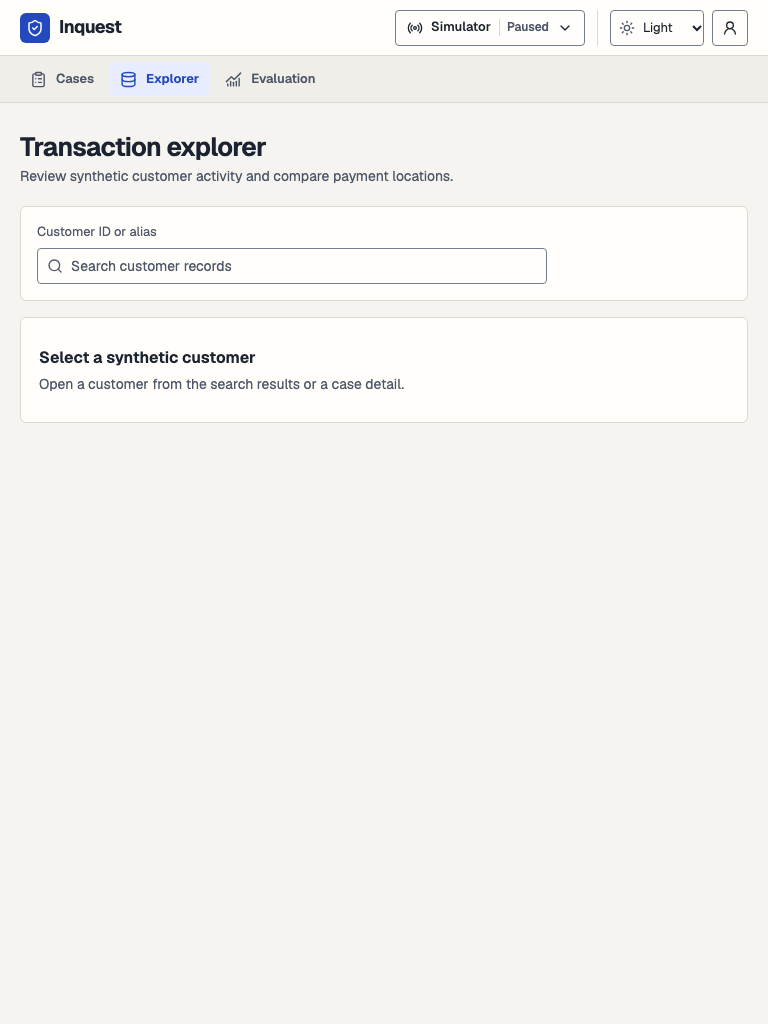 Inquest
Simulator Paused
Light
Cases
Explorer
Evaluation
Transaction explorer
Review synthetic customer activity and compare payment locations.
Customer ID or alias
Search customer records
Select a synthetic customer
Open a customer from the search results or a case detail.